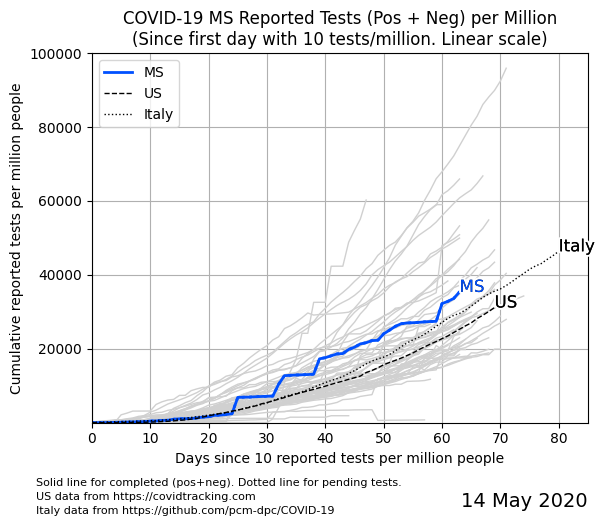 COVID-19 MS Reported Tests (Pos + Neg) per Million
(Since first day with 10 tests/million. Linear scale)
Cumulative reported tests per million people
100000
80000
60000
40000
20000
MS
US
Italy
Italy
MS
US
0 10 20 30 40 50 60 70 80
Days since 10 reported tests per million people
Solid line for completed (pos+neg). Dotted line for pending tests.
US data from https://covidtracking.com
Italy data from https://github.com/pcm-dpc/COVID-19
14 May 2020